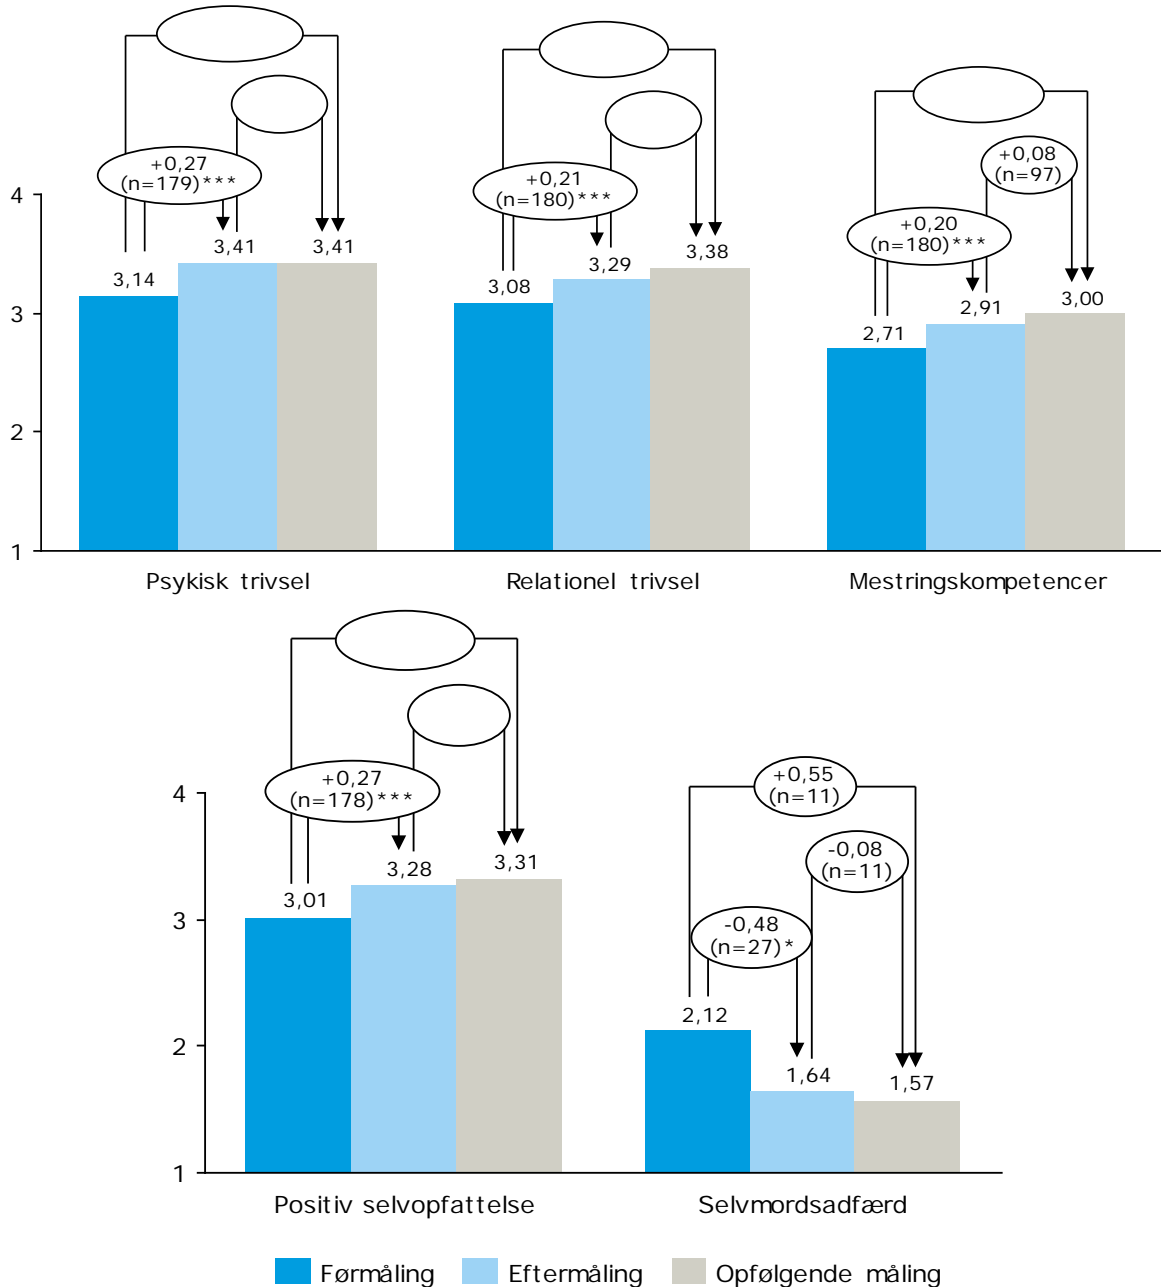 +0,27
(n=179)***
+0,21
(n=180)***
+0,08
(n=97)
+0,20
(n=180)***
4
3
2
1
3,14
3,41
3,41
3,08
3,29
3,38
2,71
2,91
3,00
Psykisk trivsel
Relationel trivsel
Mestringskompetencer
+0,27
(n=178)***
+0,55
(n=11)
-0,08
(n=11)
-0,48
(n=27)*
4
3
2
1
3,01
3,28
3,31
2,12
1,64
1,57
Positiv selvopfattelse
Selvmordsadfærd
Førmåling
Eftermåling
Opfølgende måling